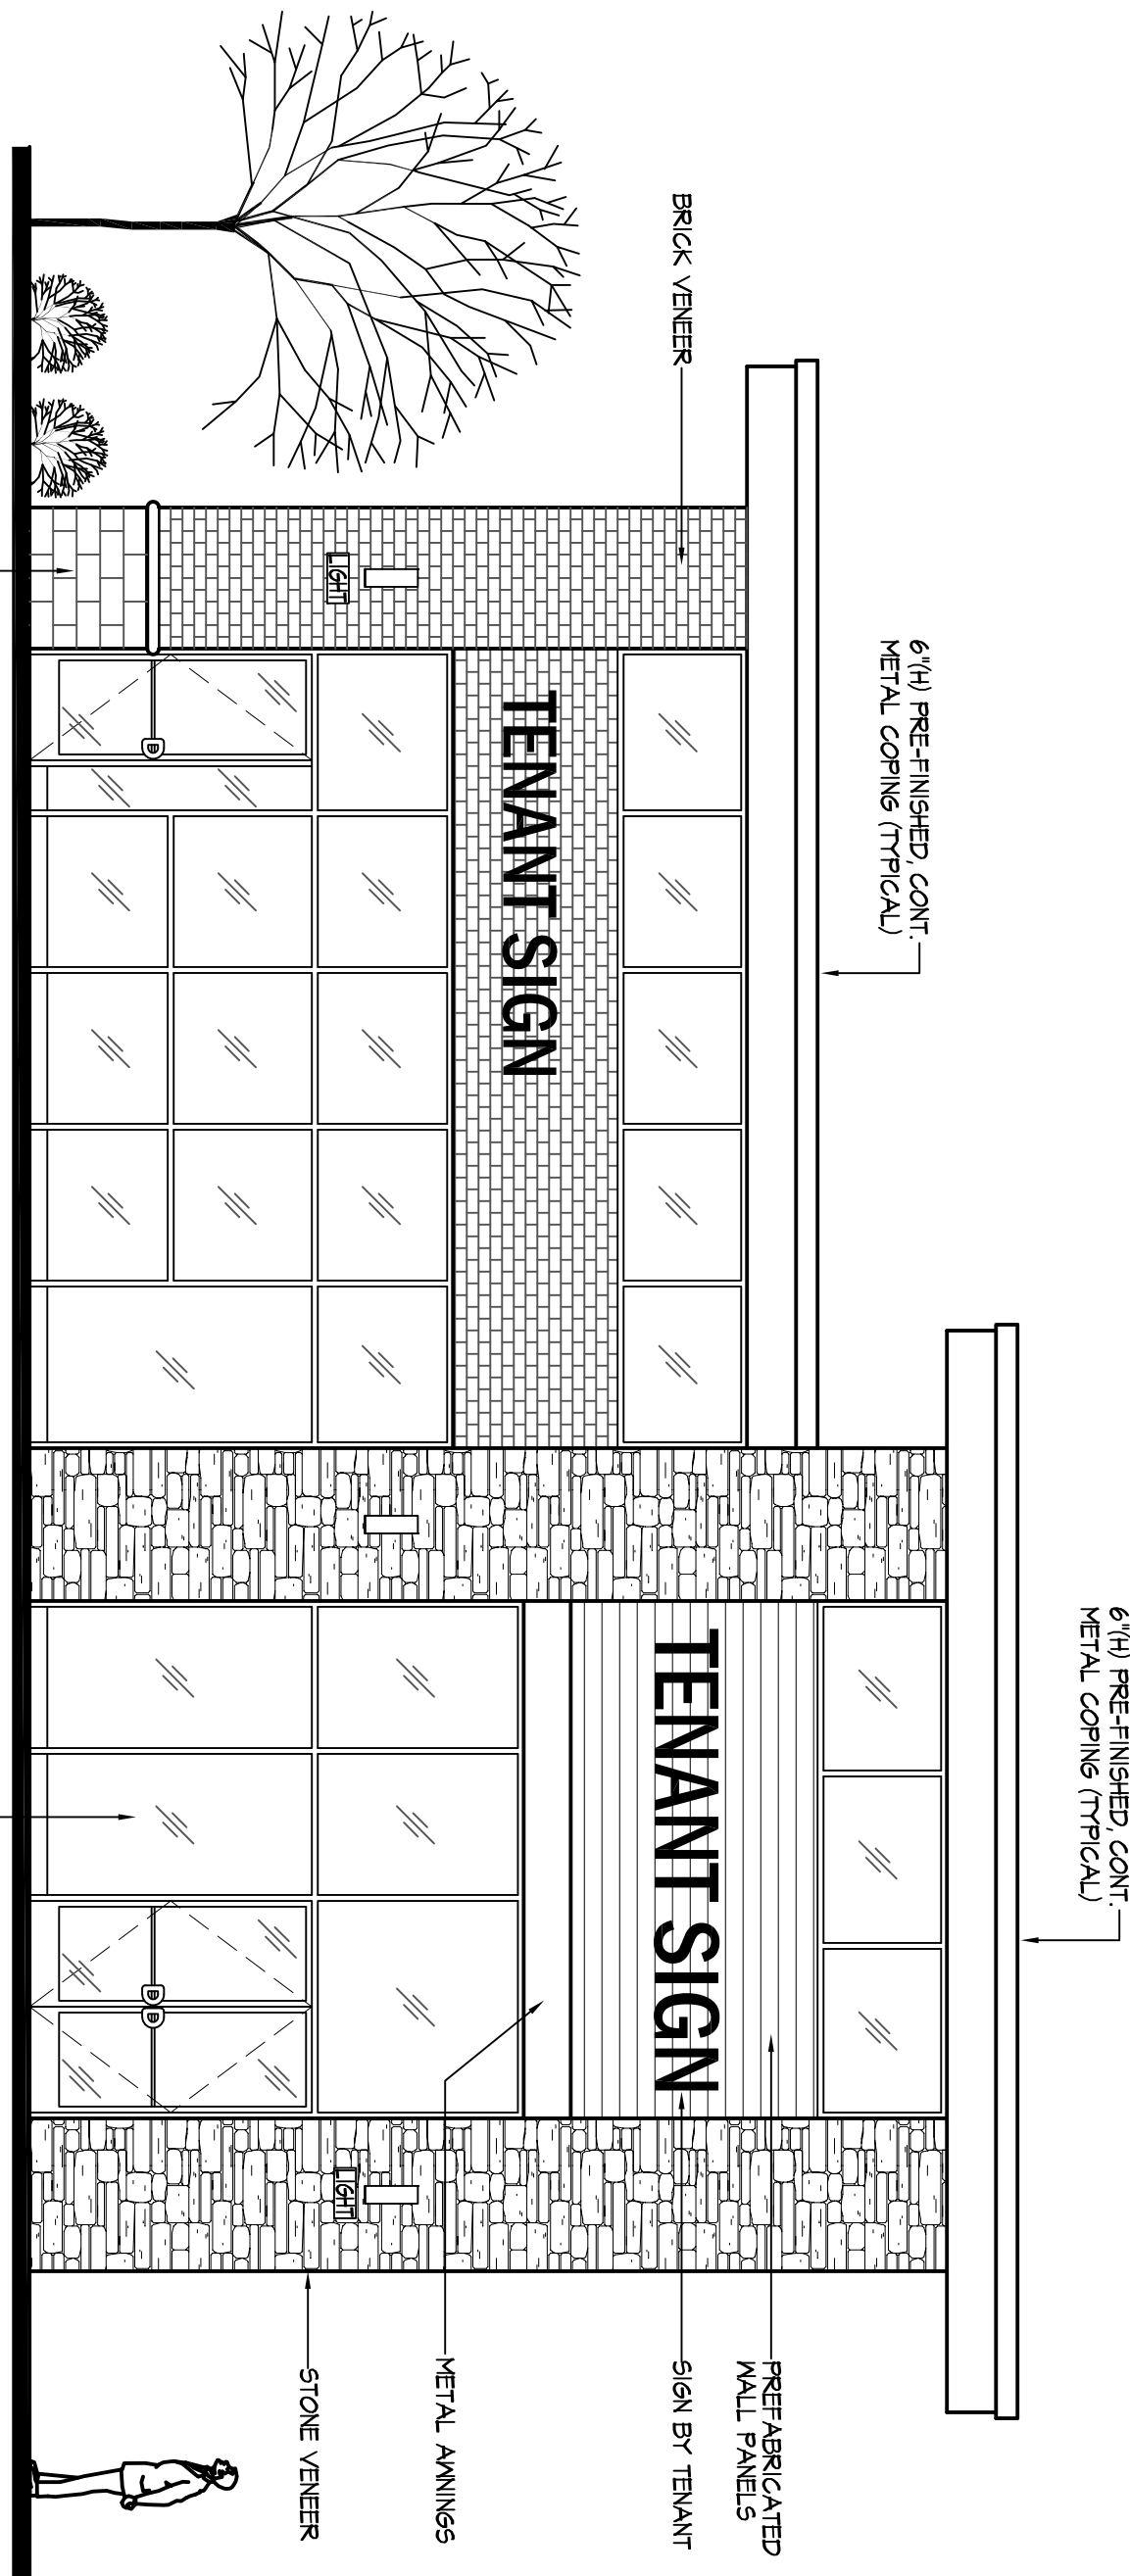 6"(H) PRE-FINISHED, CONT.
METAL COPING (TYPICAL)
6"(H) PRE-FINISHED, CONT.
METAL COPING (TYPICAL)
BRICK VENEER
TENANT SIGN
LIGHT
TENANT SIGN
LIGHT
PREFABRICATED
WALL PANELS
SIGN BY TENANT
METAL AWNINGS
STONE VENEER